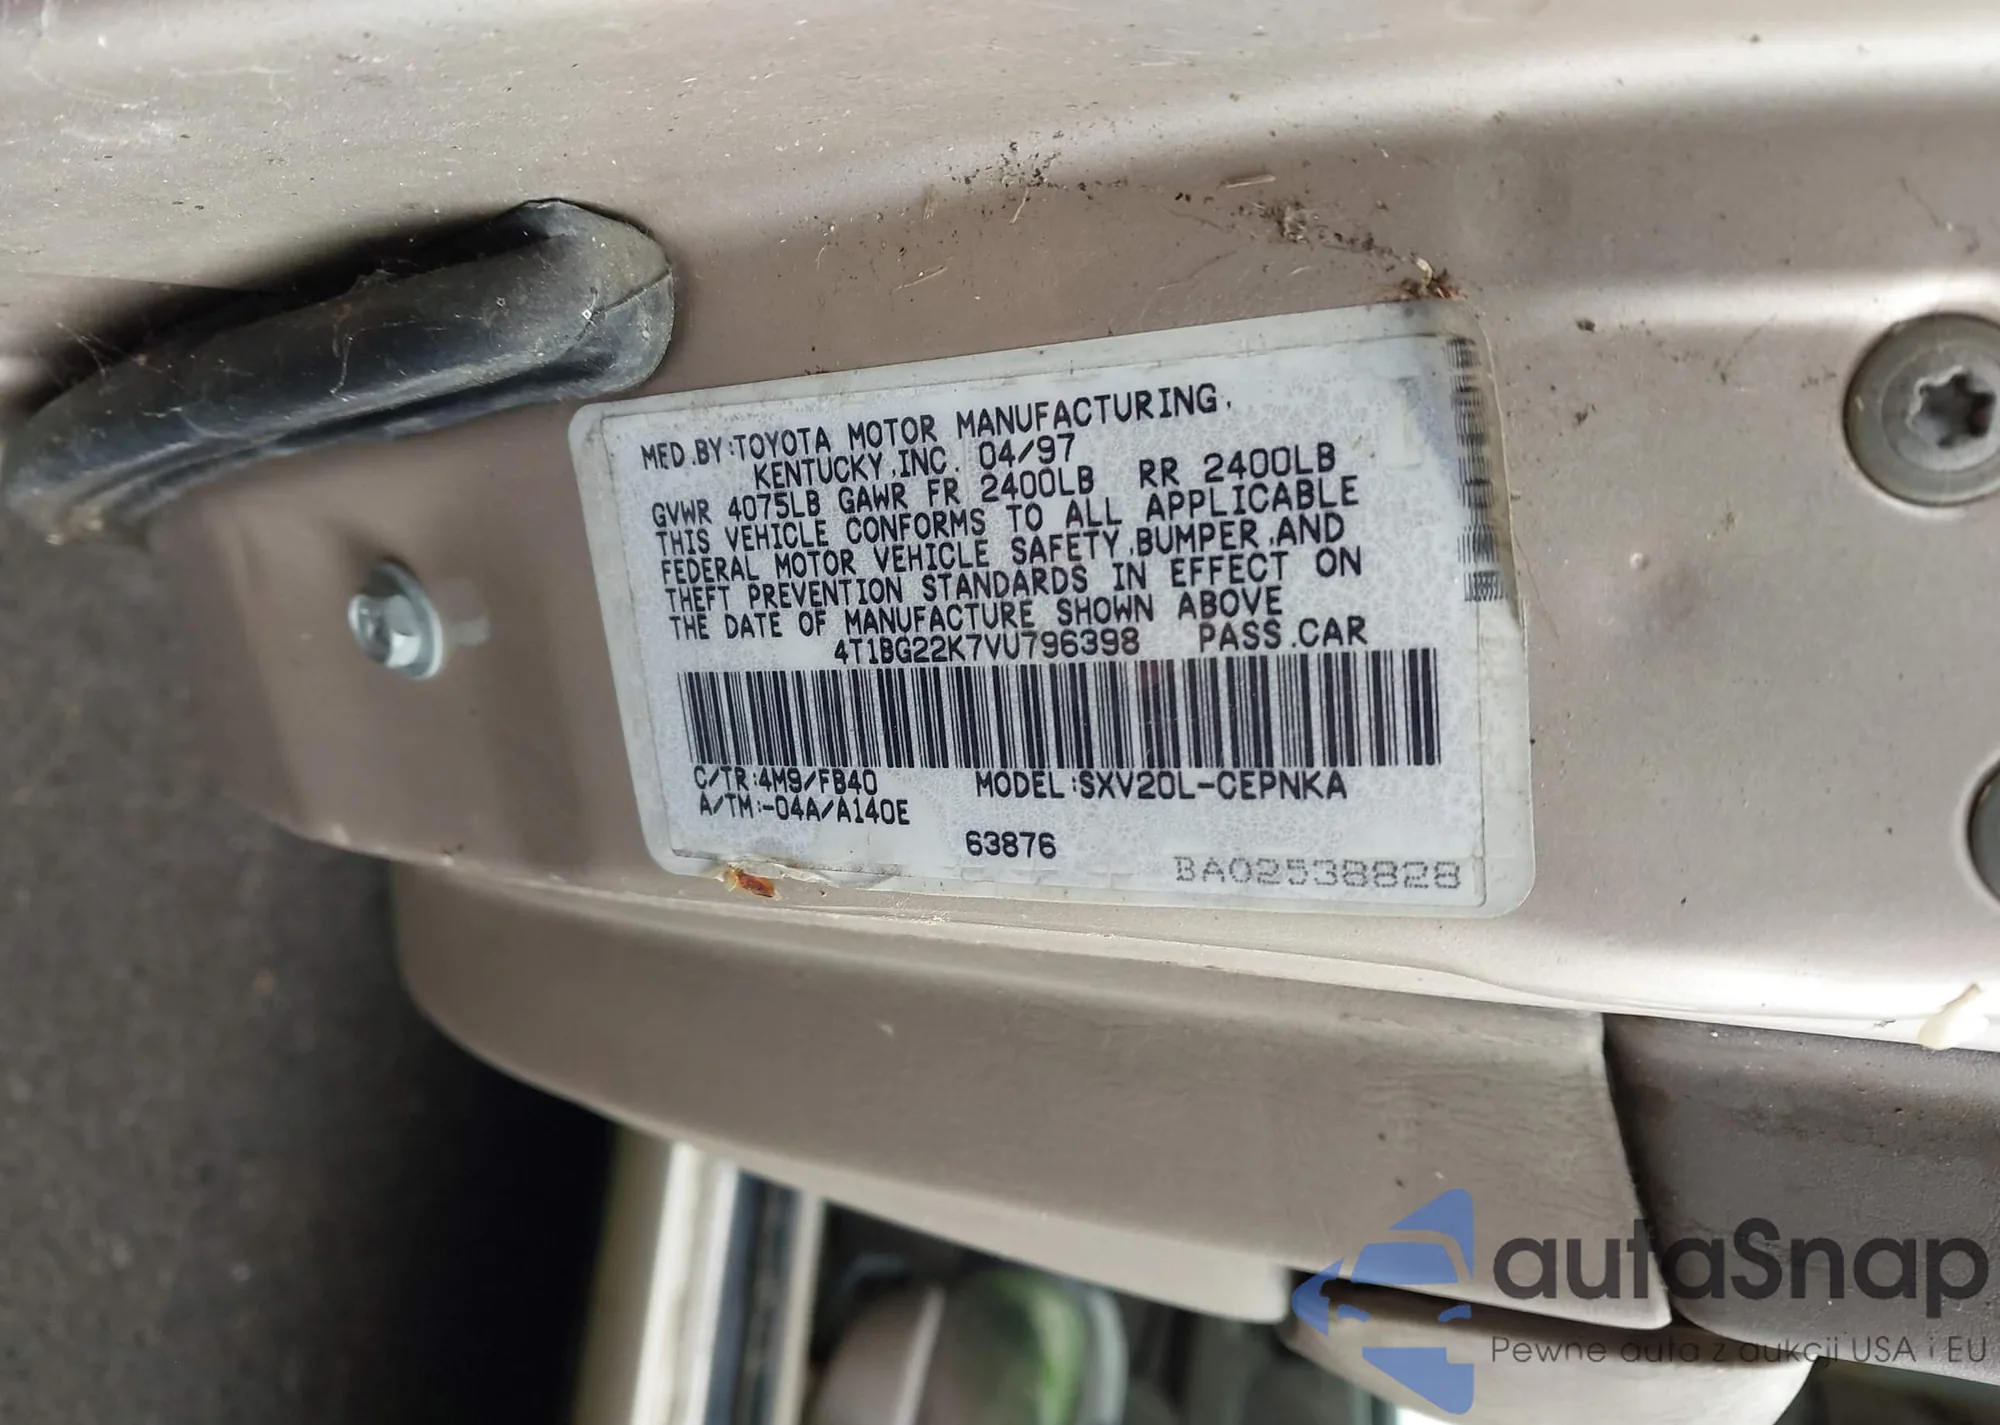 MFD.BY:TOYOTA MOTOR MANUFACTURING,
KENTUCKY,INC. 04/97
GVWR 4075LB GAWR FR 2400LB RR 2400LB
THIS VEHICLE CONFORMS TO ALL APPLICABLE
FEDERAL MOTOR VEHICLE SAFETY,BUMPER,AND
THEFT PREVENTION STANDARDS IN EFFECT ON
THE DATE OF MANUFACTURE SHOWN ABOVE
4T1BG22K7VU796398 PASS.CAR
C/TR:4M9/FB40 MODEL:SXV20L-CEPNKA
A/TM:-04A/A140E
63876
BA02538828
autaSnap
Pewne auta z aukcji USA i EU